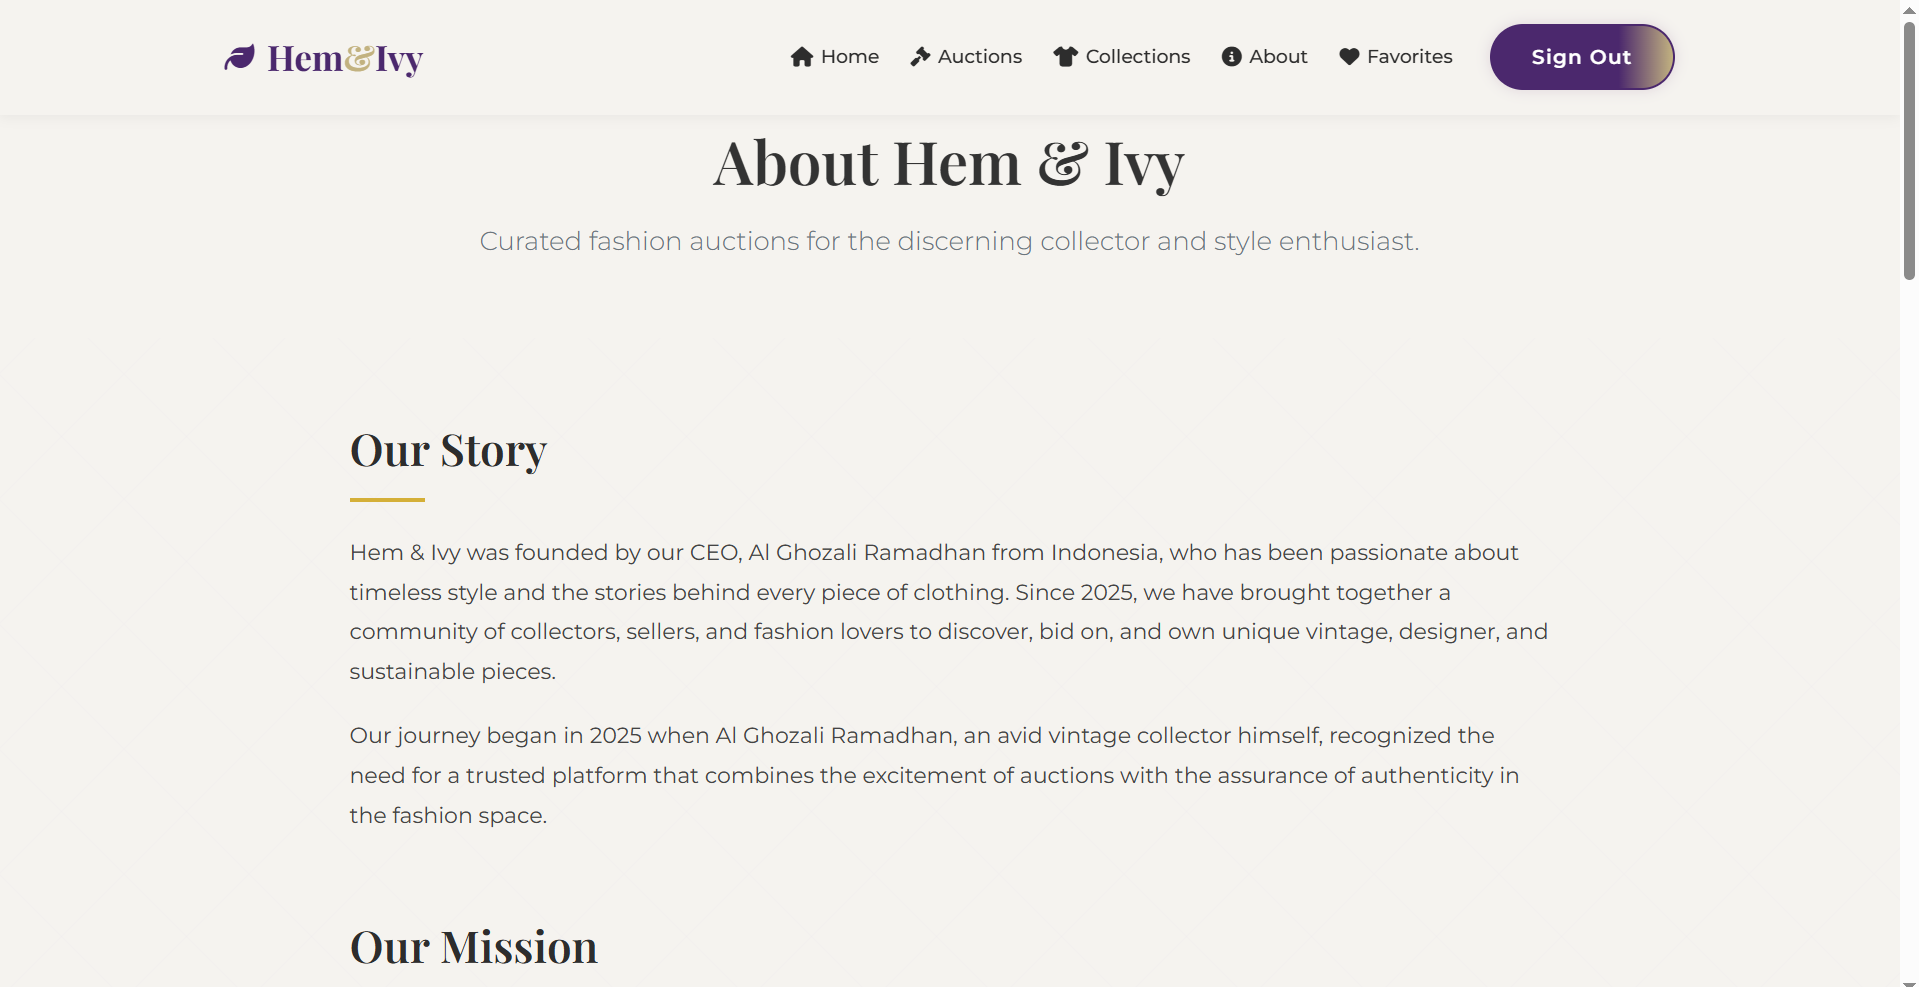 Hem&Ivy
Home
Auctions
Collections
About
Favorites
Sign Out
About Hem & Ivy
Curated fashion auctions for the discerning collector and style enthusiast.
Our Story
Hem & Ivy was founded by our CEO, Al Ghozali Ramadhan from Indonesia, who has been passionate about
timeless style and the stories behind every piece of clothing. Since 2025, we have brought together a
community of collectors, sellers, and fashion lovers to discover, bid on, and own unique vintage, designer, and
sustainable pieces.
Our journey began in 2025 when Al Ghozali Ramadhan, an avid vintage collector himself, recognized the
need for a trusted platform that combines the excitement of auctions with the assurance of authenticity in
the fashion space.
Our Mission